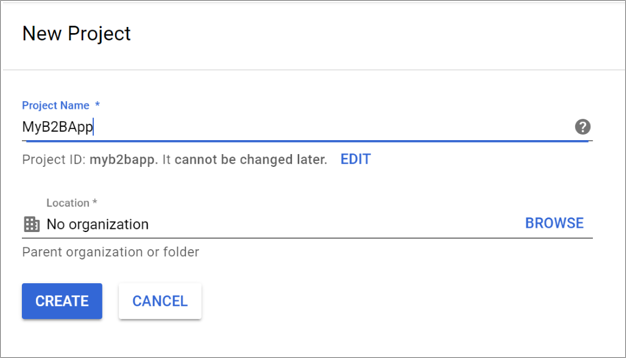 New Project
Project Name *
MyB2BApp
Project ID: myb2bapp. It cannot be changed later. EDIT
Location *
No organization BROWSE
Parent organization or folder
CREATE CANCEL